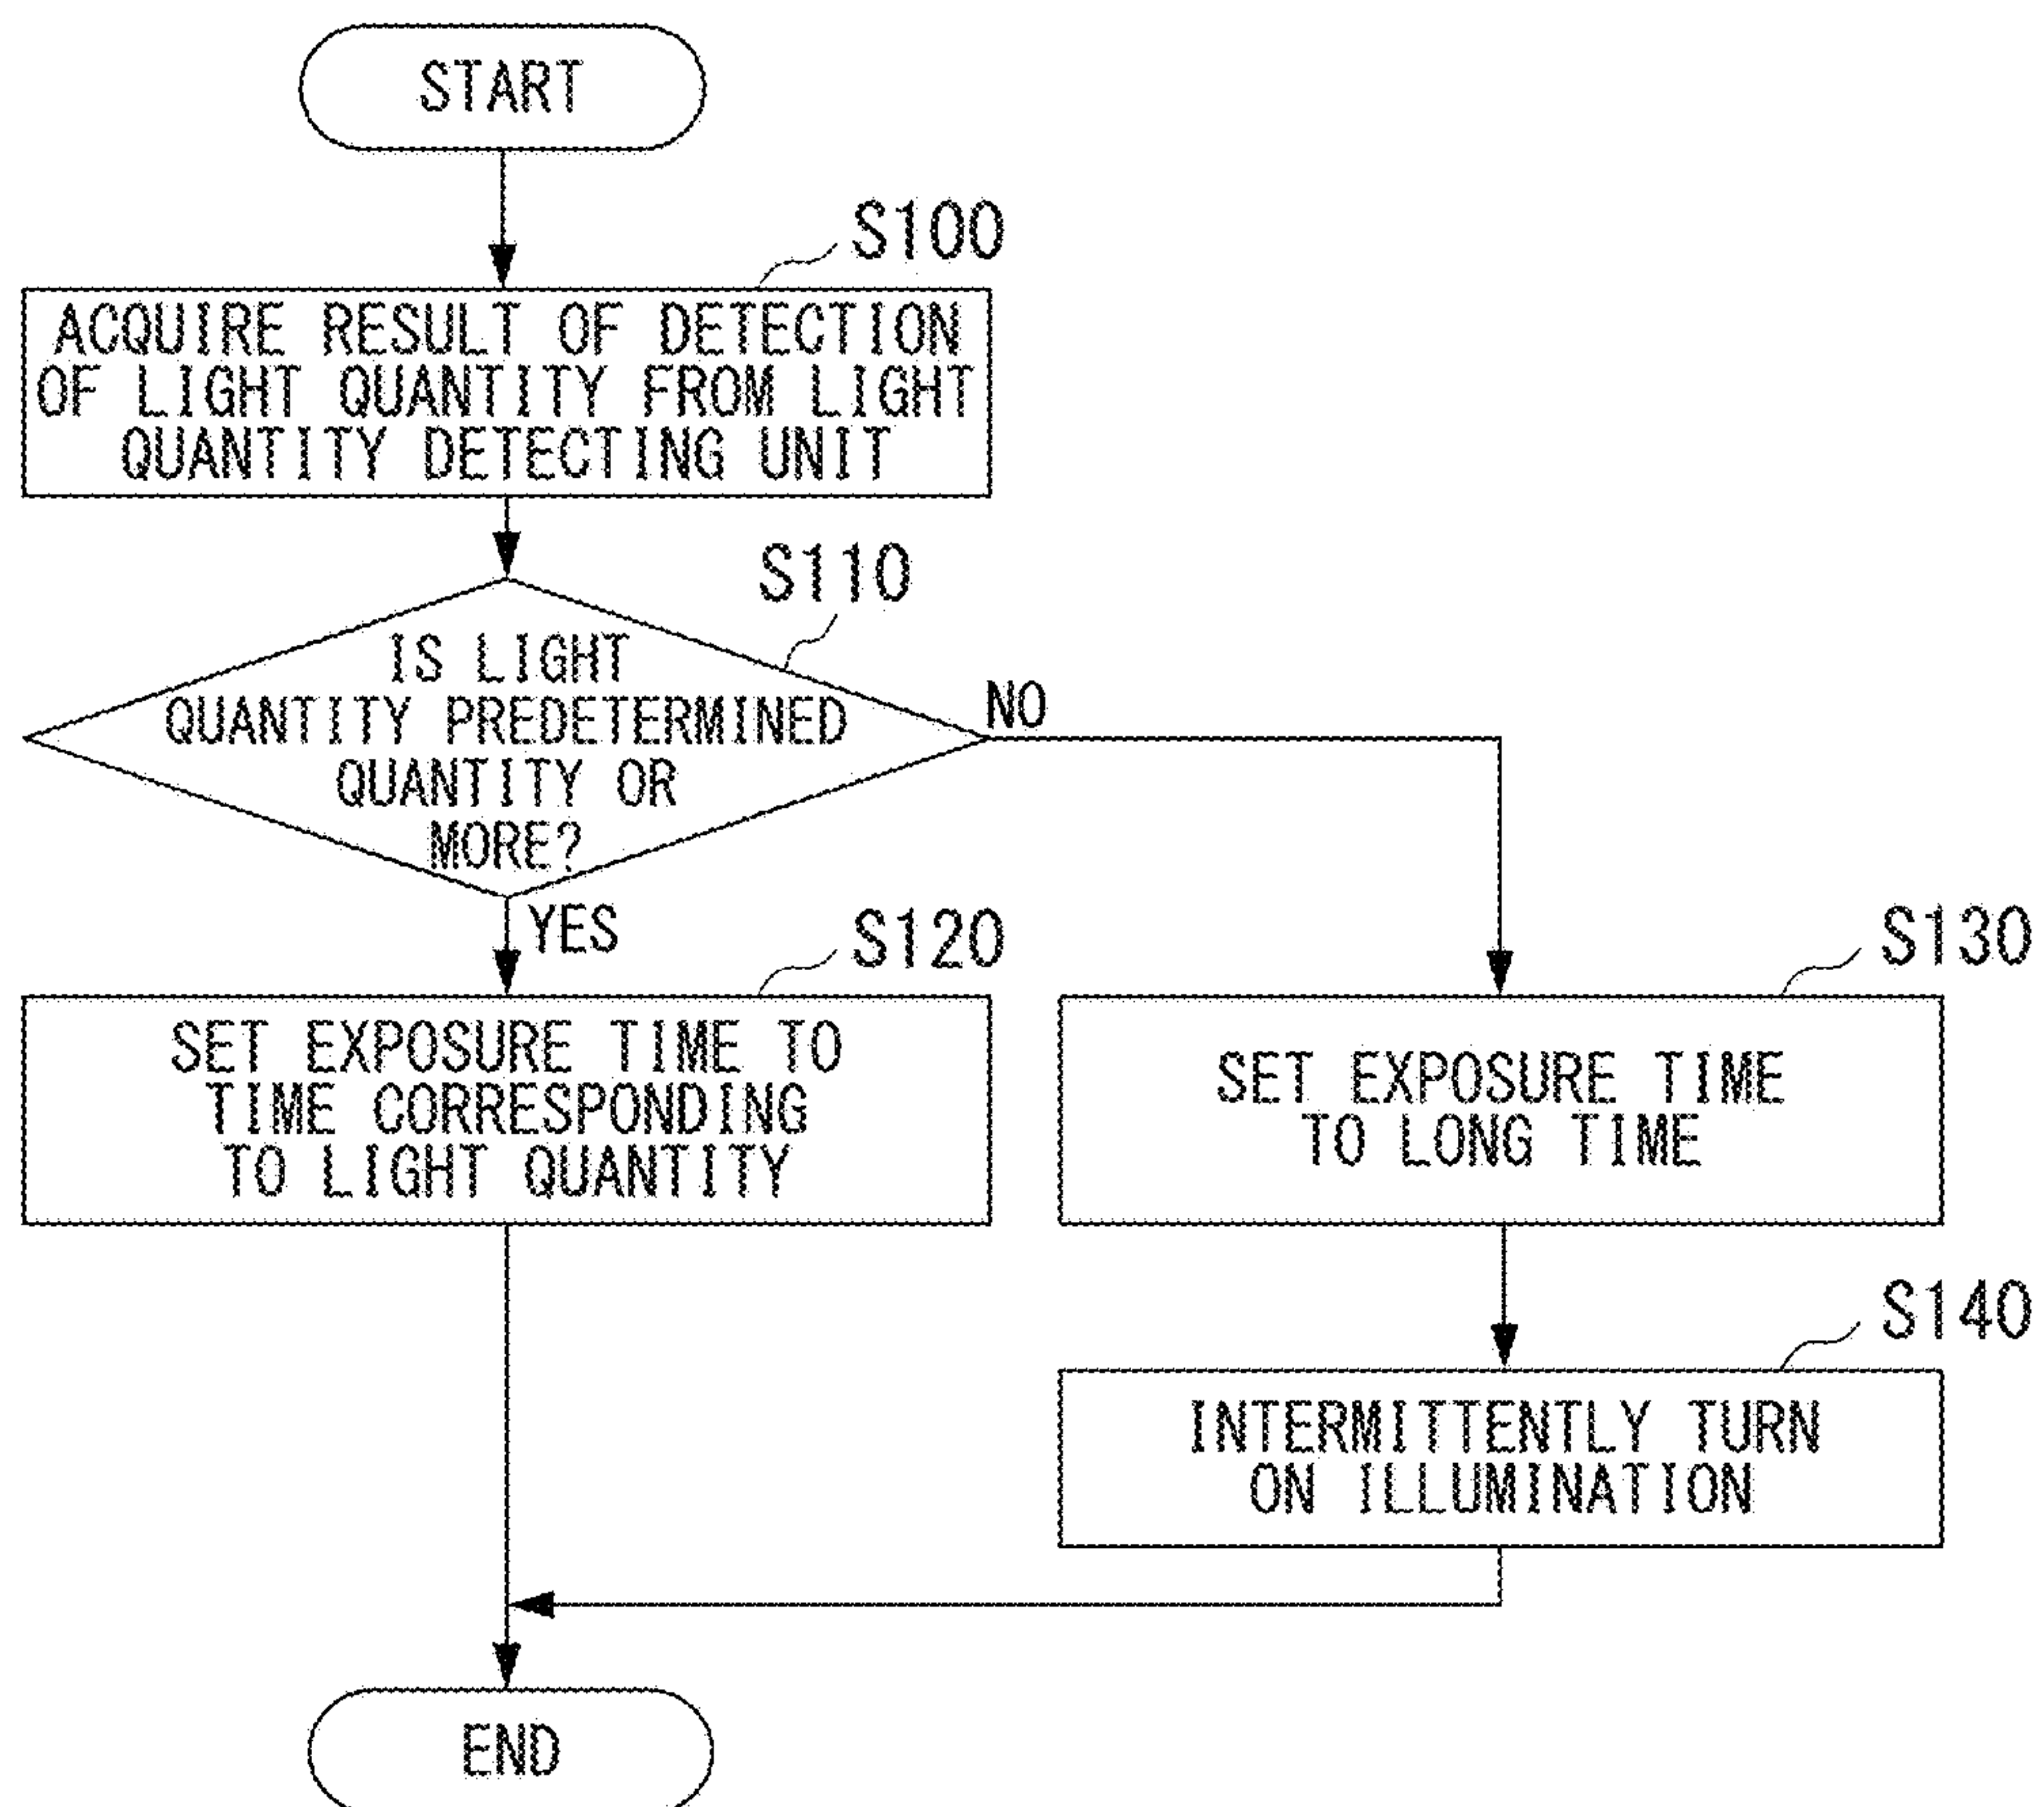 START
S100
ACQUIRE RESULT OF DETECTION
OF LIGHT QUANTITY FROM LIGHT
QUANTITY DETECTING UNIT
S110
IS LIGHT
QUANTITY PREDETERMINED
QUANTITY OR
MORE?
NO
YES
S120
SET EXPOSURE TIME TO
TIME CORRESPONDING
TO LIGHT QUANTITY
S130
SET EXPOSURE TIME
TO LONG TIME
S140
INTERMITTENTLY TURN
ON ILLUMINATION
END